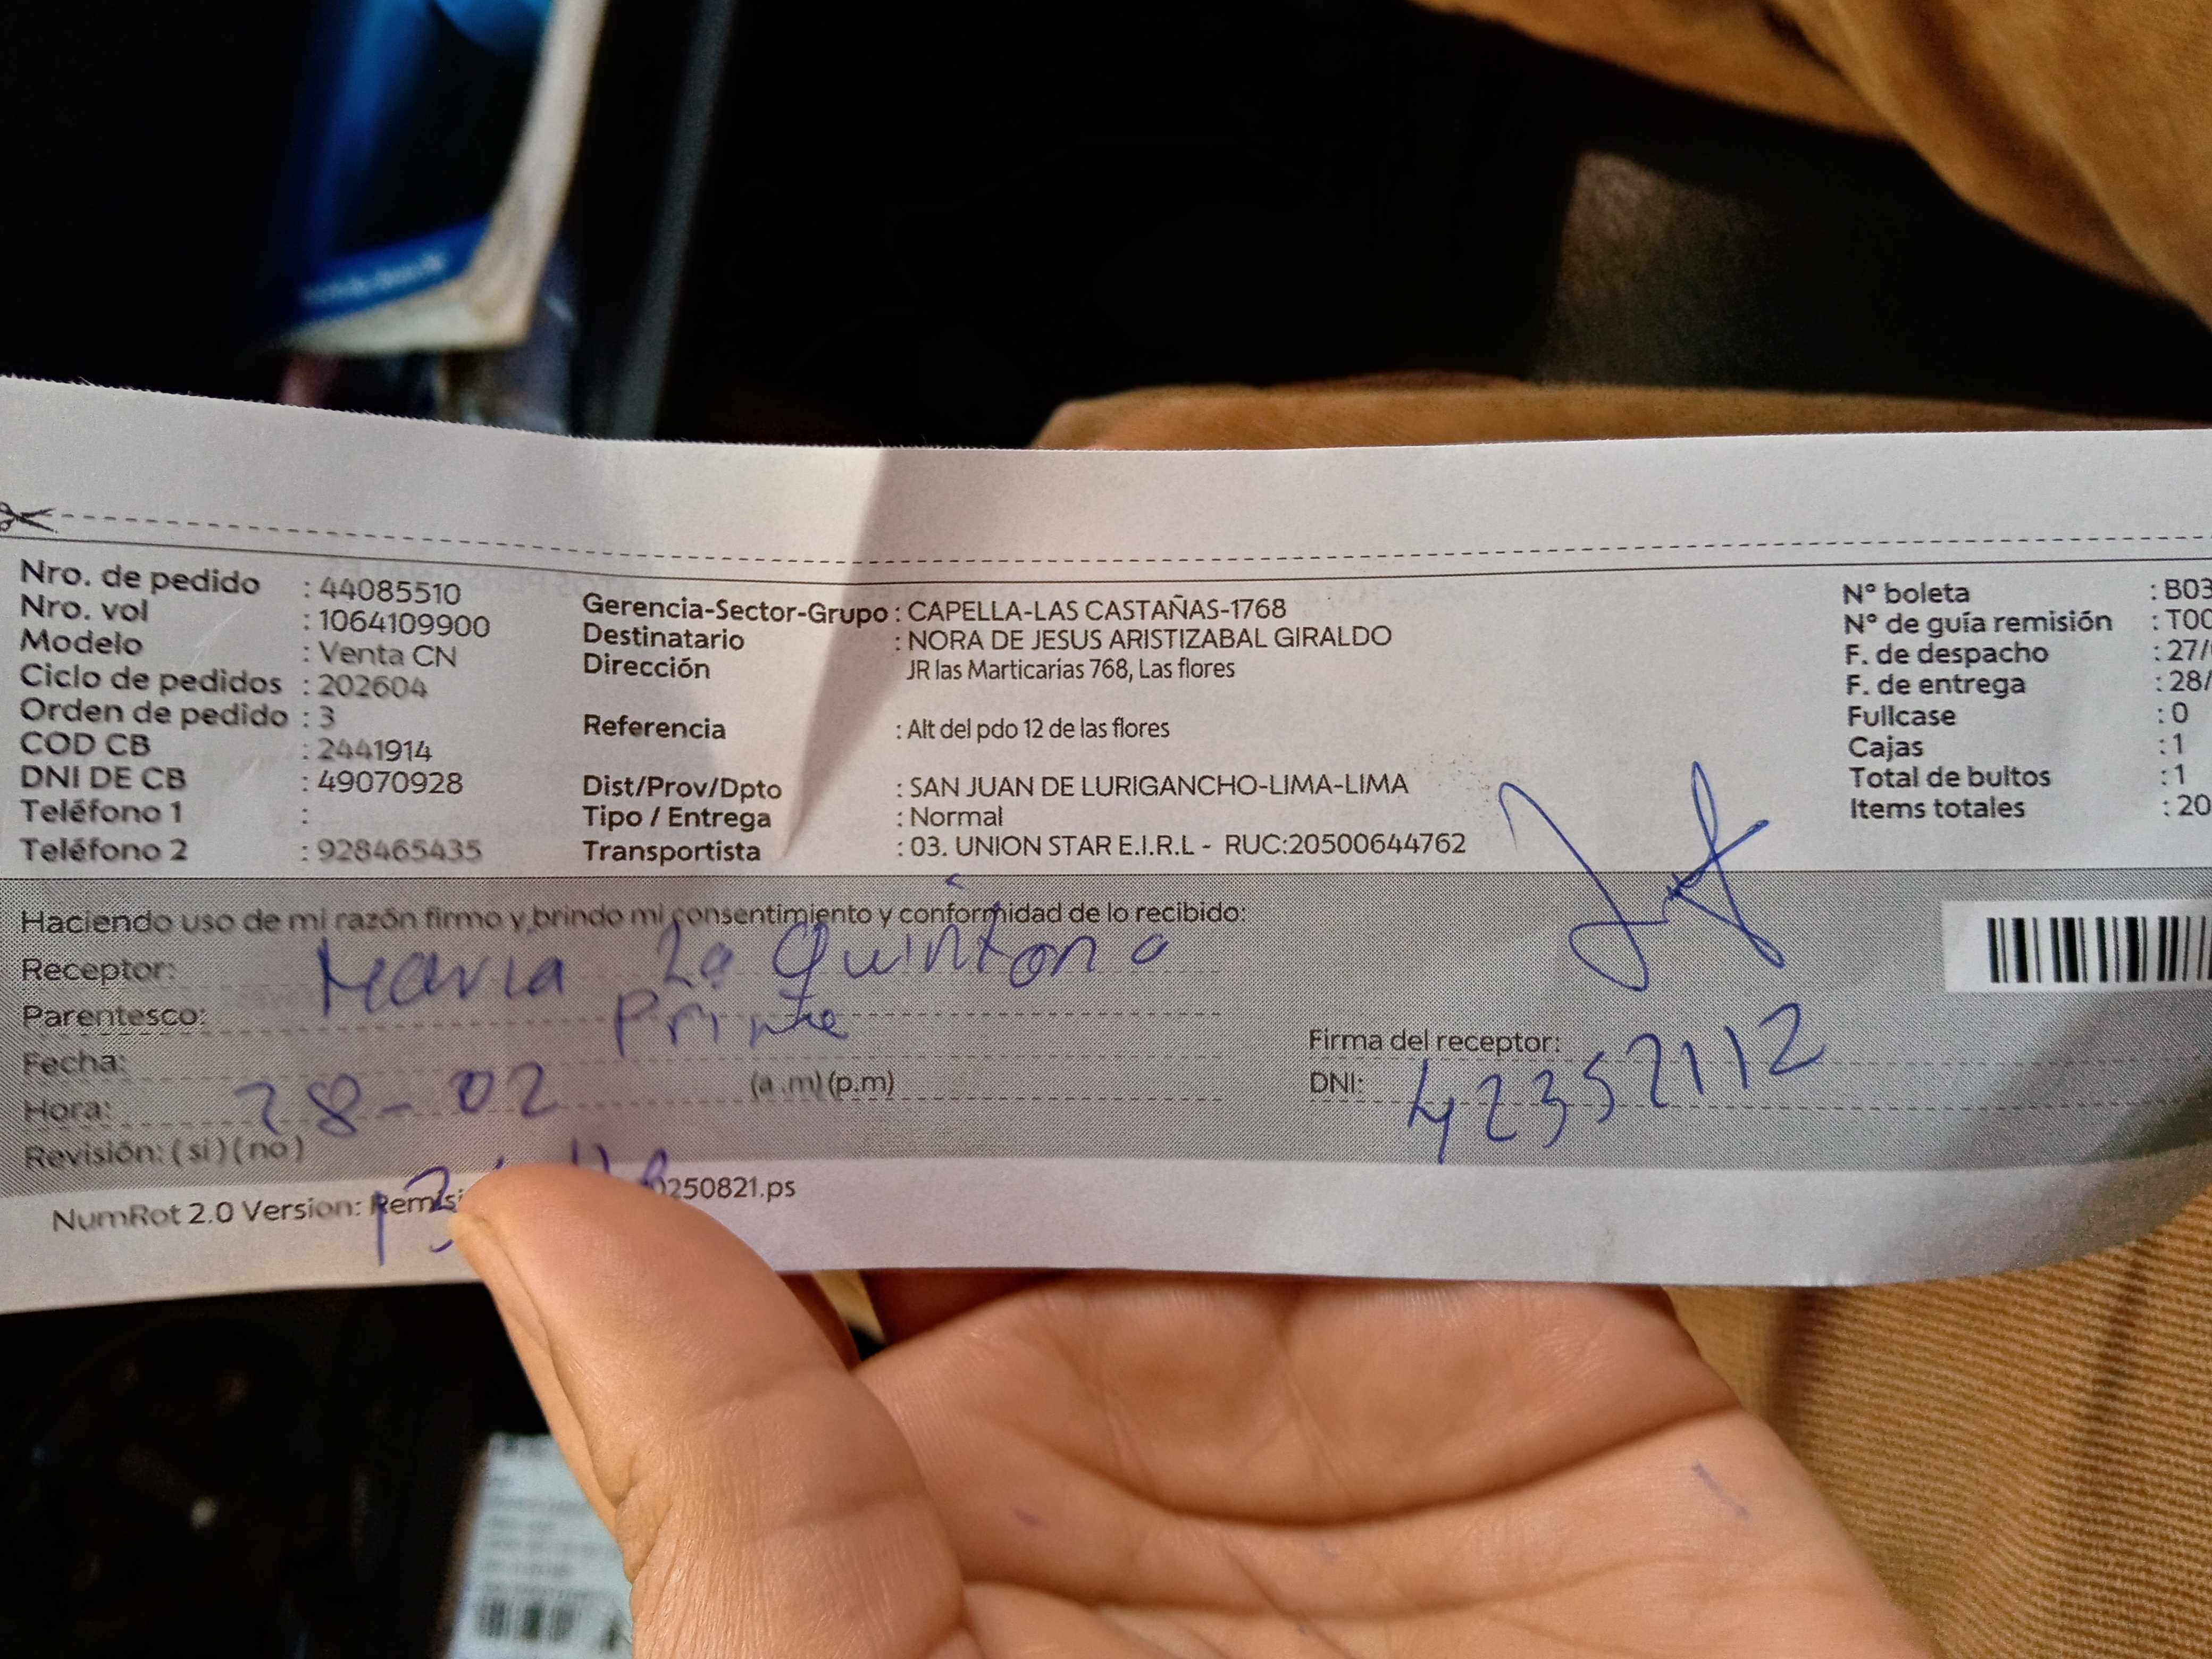 Nro. de pedido : 44085510
Nro. vol : 1064109900
Modelo : Venta CN
Ciclo de pedidos : 202604
Orden de pedido : 3
COD CB : 2441914
DNI DE CB : 49070928
Teléfono 1 :
Teléfono 2 : 928465435
Gerencia-Sector-Grupo : CAPELLA-LAS CASTAÑAS-1768
Destinatario : NORA DE JESUS ARISTIZABAL GIRALDO
Dirección JR las Marticarias 768, Las flores
Referencia : Alt del pdo 12 de las flores
Dist/Prov/Dpto : SAN JUAN DE LURIGANCHO-LIMA-LIMA
Tipo / Entrega : Normal
Transportista : 03. UNION STAR E.I.R.L - RUC:20500644762
N° boleta : B03
N° de guía remisión : T00
F. de despacho : 27/
F. de entrega : 28/
Fullcase : 0
Cajas : 1
Total de bultos : 1
Items totales : 20
Haciendo uso de mi razón firmo y brindo mi consentimiento y conformidad de lo recibido:
Receptor: Maria La Quintana
Parentesco:
Fecha:
Hora: 28-02 (a.m) (p.m)
Revisión: (si) (no)
Firma del receptor:
DNI: 42352112
NumRot 2.0 Version: Remisi 0250821.ps